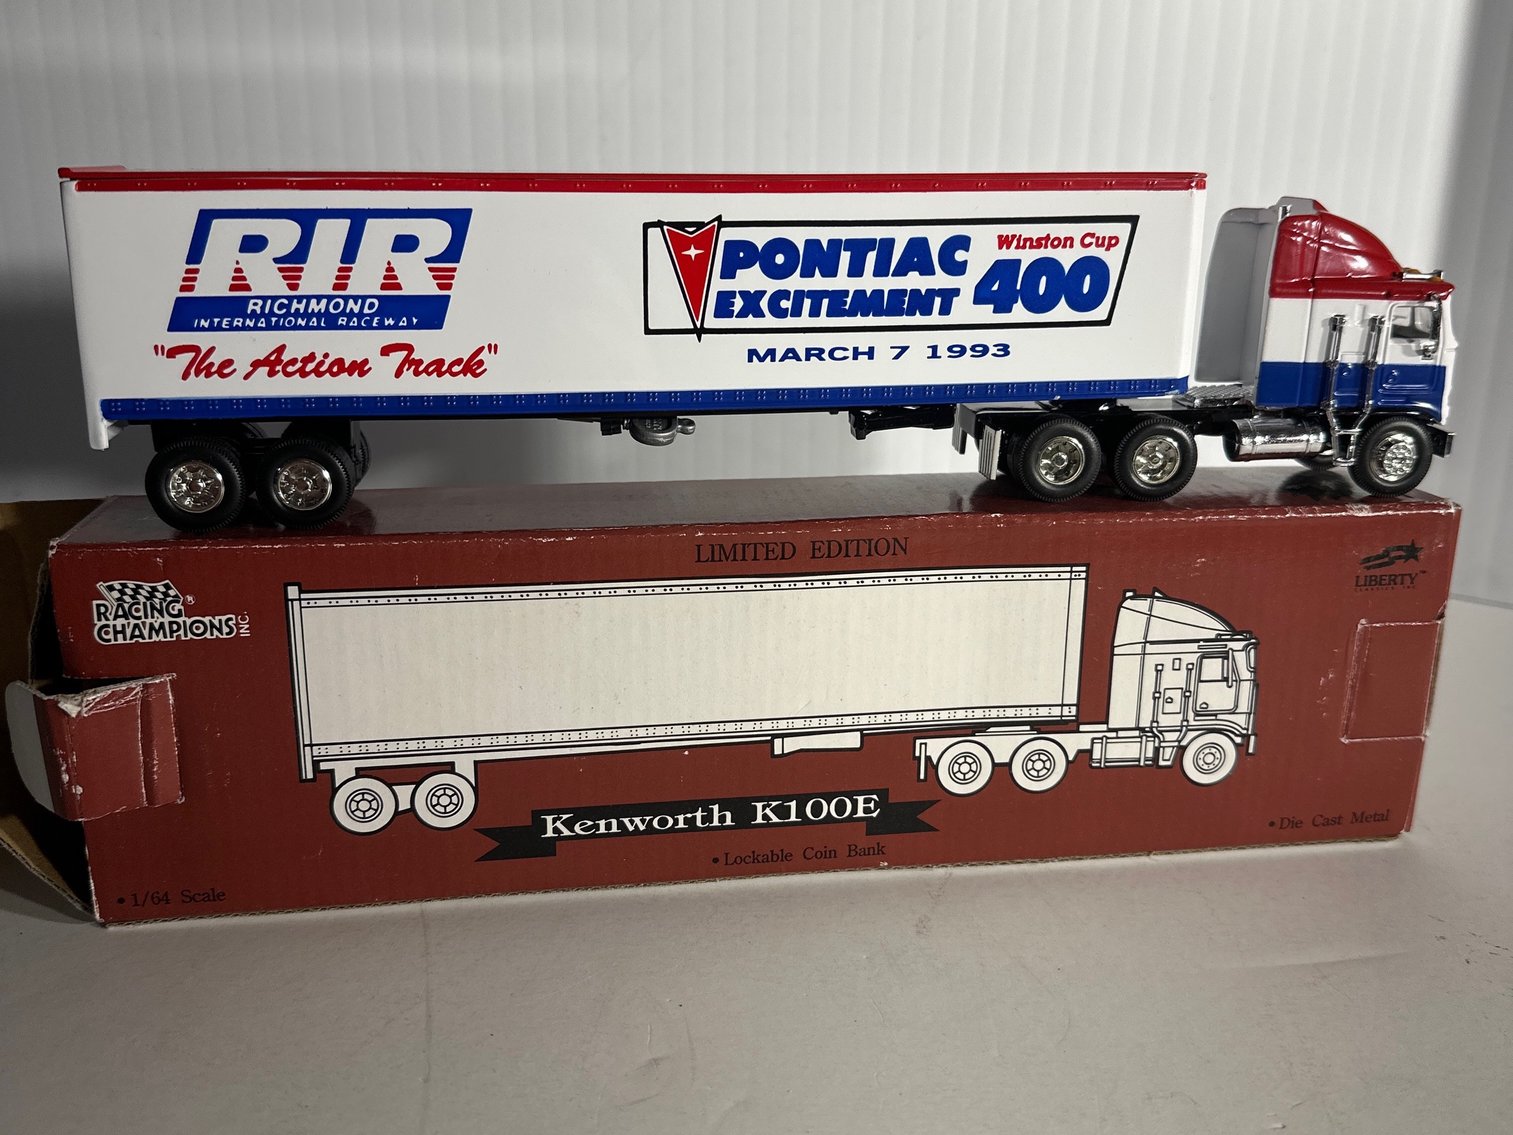 RIR
RICHMOND
INTERNATIONAL RACEWAY
"The Action Track"
PONTIAC
EXCITEMENT
Winston Cup
400
MARCH 7 1993
LIMITED EDITION
RACING
CHAMPIONS INC.
®
LIBERTY™
Kenworth K100E
• Lockable Coin Bank
• Die Cast Metal
• 1/64 Scale